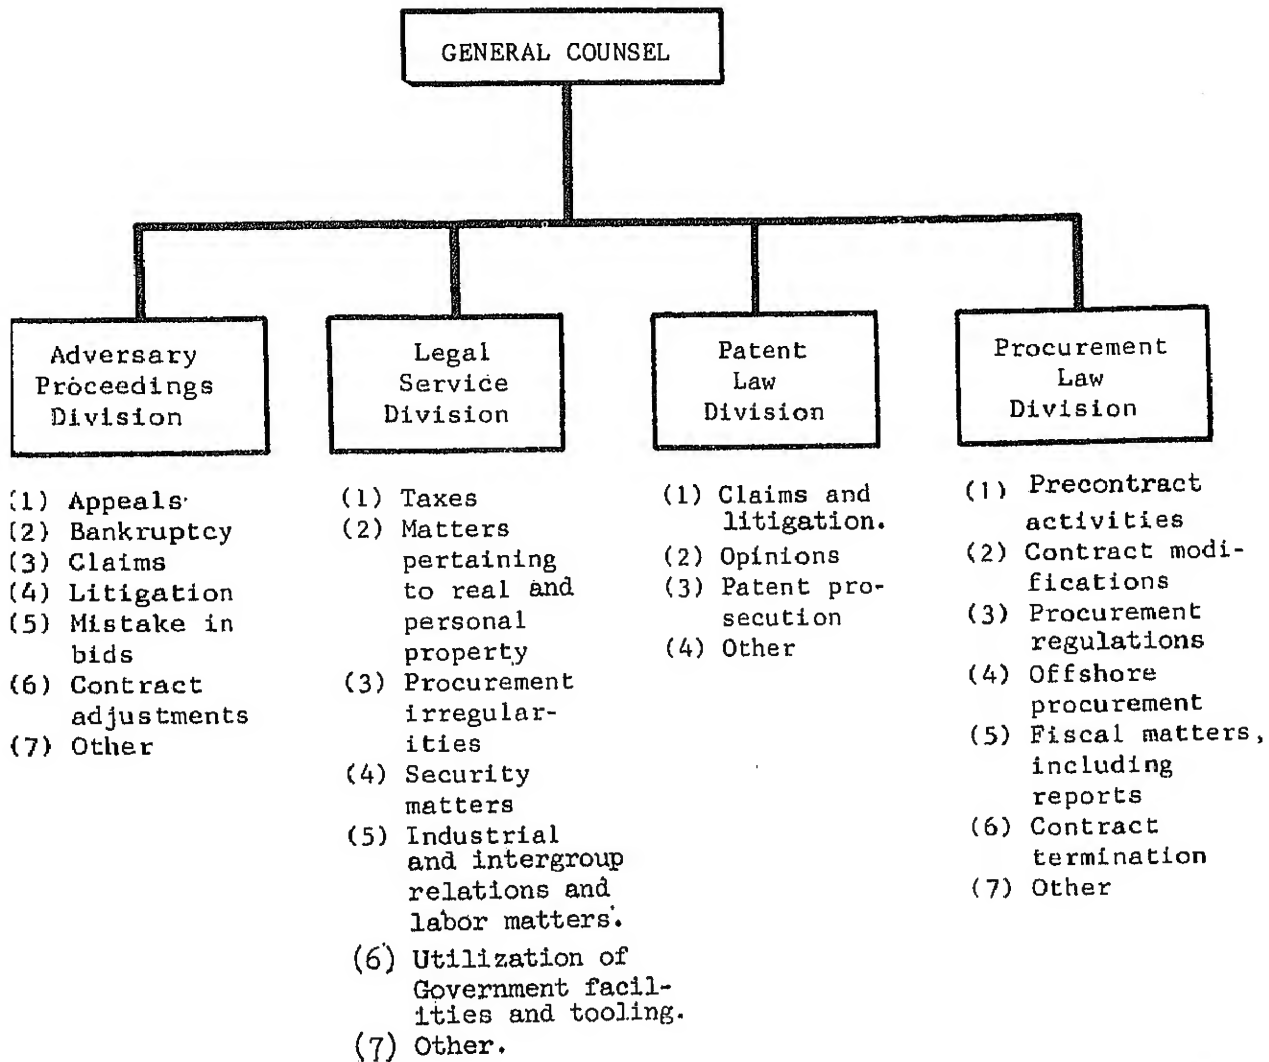 GENERAL COUNSEL
Adversary
Proceedings
Division
(1) Appeals
(2) Bankruptcy
(3) Claims
(4) Litigation
(5) Mistake in
bids
(6) Contract
adjustments
(7) Other
Legal
Service
Division
(1) Taxes
(2) Matters
pertaining
to real and
personal
property
(3) Procurement
irregular-
ities
(4) Security
matters
(5) Industrial
and intergroup
relations and
labor matters.
(6) Utilization of
Government facil-
ities and tooling.
(7) Other.
Patent
Law
Division
(1) Claims and
litigation.
(2) Opinions
(3) Patent pro-
secution
(4) Other
Procurement
Law
Division
(1) Precontract
activities
(2) Contract modi-
fications
(3) Procurement
regulations
(4) Offshore
procurement
(5) Fiscal matters,
including
reports
(6) Contract
termination
(7) Other